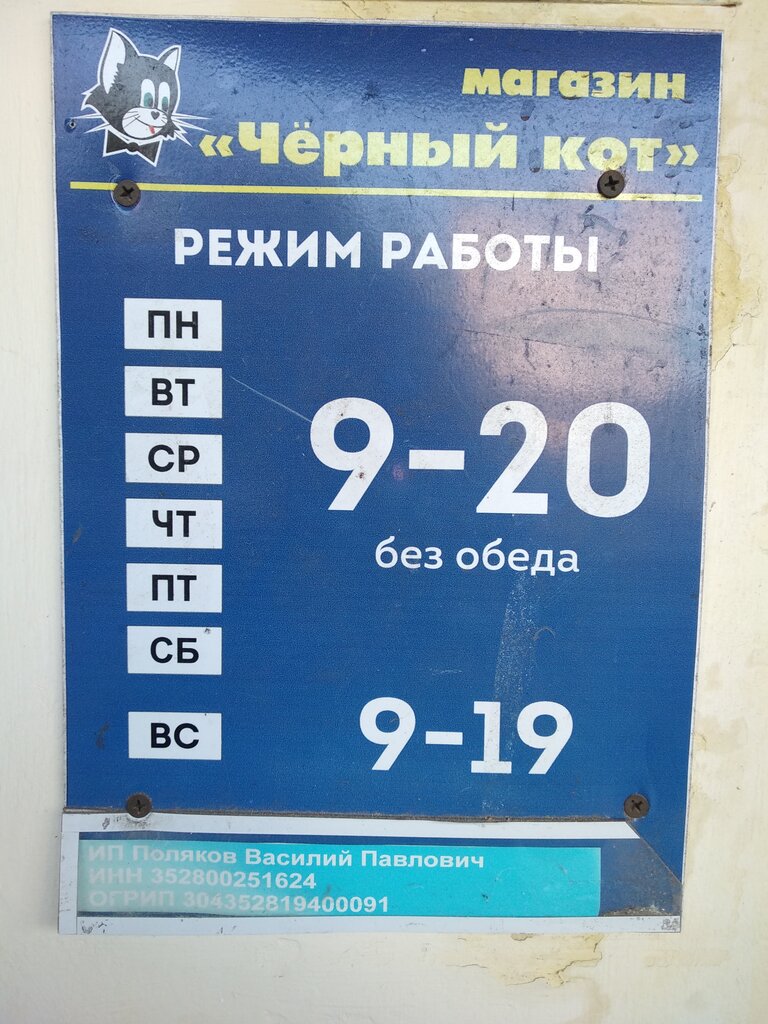 магазин
«Чёрный кот»
РЕЖИМ РАБОТЫ
ПН
ВТ
СР
ЧТ
ПТ
СБ
9-20
без обеда
ВС
9-19
ИП Поляков Василий Павлович
ИНН 352800251624
ОГРИП 304352819400091